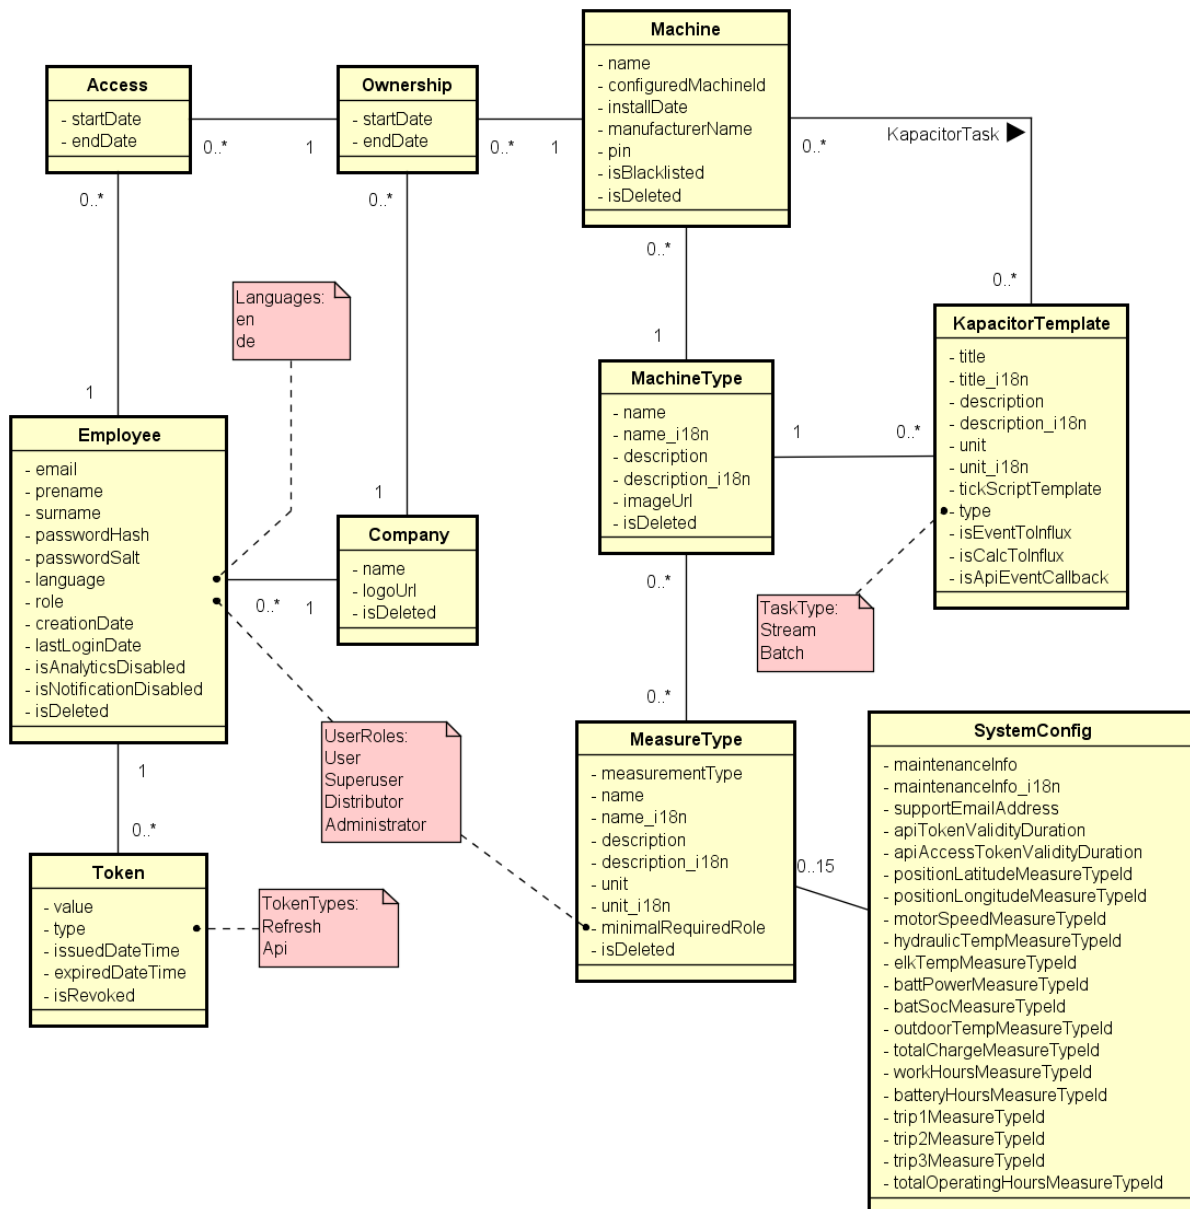 Machine
- name
- configuredMachineId
- installDate
- manufacturerName
- pin
- isBlacklisted
- isDeleted
Access
- startDate
- endDate
Ownership
- startDate
- endDate
0..*
1
0..*
1
0..*
KapacitorTask
0..*
0..*
0..*
0..*
Languages:
en
de
KapacitorTemplate
- title
- title_i18n
- description
- description_i18n
- unit
- unit_i18n
- tickScriptTemplate
- type
- isEventToInflux
- isCalcToInflux
- isApiEventCallback
1
MachineType
- name
- name_i18n
- description
- description_i18n
- imageUrl
- isDeleted
1
0..*
1
Employee
- email
- prename
- surname
- passwordHash
- passwordSalt
- language
- role
- creationDate
- lastLoginDate
- isAnalyticsDisabled
- isNotificationDisabled
- isDeleted
1
Company
- name
- logoUrl
- isDeleted
0..*
1
0..*
TaskType:
Stream
Batch
0..*
UserRoles:
User
Superuser
Distributor
Administrator
MeasureType
- measurementType
- name
- name_i18n
- description
- description_i18n
- unit
- unit_i18n
- minimalRequiredRole
- isDeleted
0..15
SystemConfig
- maintenanceInfo
- maintenanceInfo_i18n
- supportEmailAddress
- apiTokenValidityDuration
- apiAccessTokenValidityDuration
- positionLatitudeMeasureTypeId
- positionLongitudeMeasureTypeId
- motorSpeedMeasureTypeId
- hydraulicTempMeasureTypeId
- elkTempMeasureTypeId
- battPowerMeasureTypeId
- batSocMeasureTypeId
- outdoorTempMeasureTypeId
- totalChargeMeasureTypeId
- workHoursMeasureTypeId
- batteryHoursMeasureTypeId
- trip1MeasureTypeId
- trip2MeasureTypeId
- trip3MeasureTypeId
- totalOperatingHoursMeasureTypeId
1
0..*
Token
- value
- type
- issuedDateTime
- expiredDateTime
- isRevoked
TokenTypes:
Refresh
Api